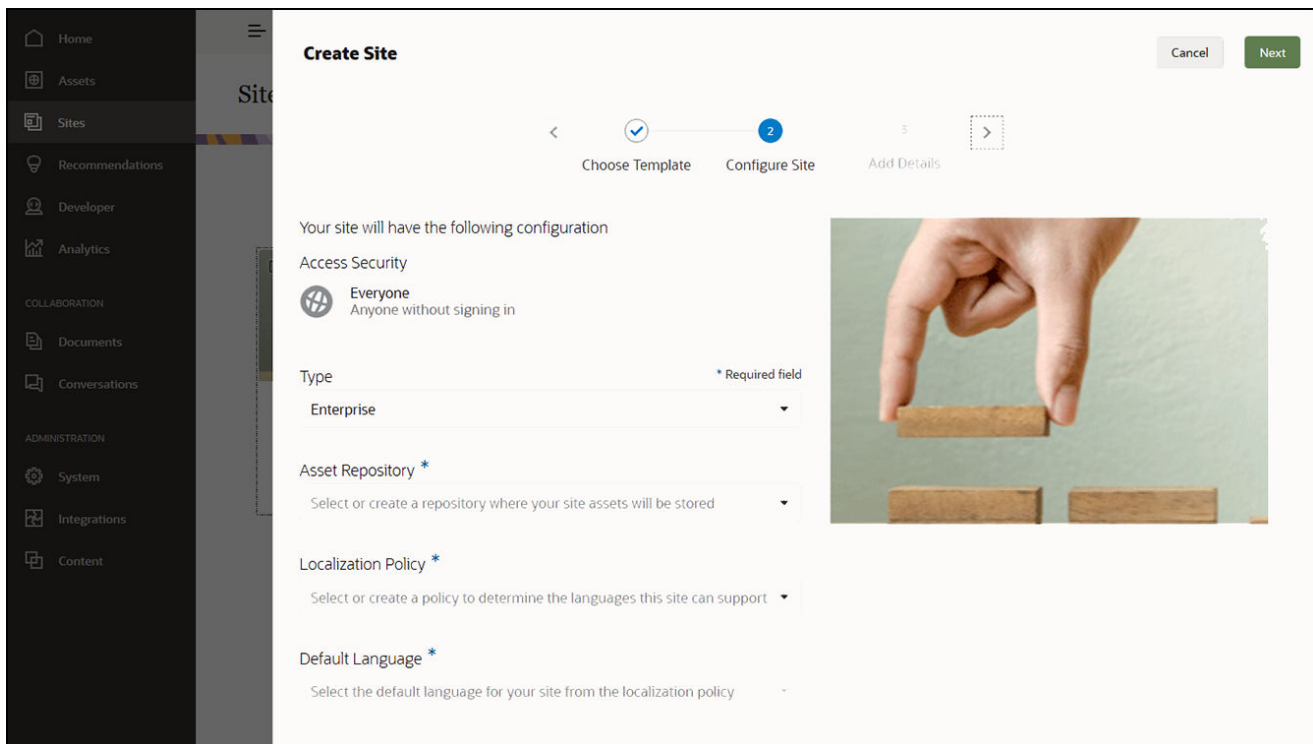 Home
Assets
Sites
Recommendations
Developer
Analytics
COLLABORATION
Documents
Conversations
ADMINISTRATION
System
Integrations
Content
Create Site
Cancel
Next
2
3
Choose Template
Configure Site
Add Details
Your site will have the following configuration
Access Security
Everyone
Anyone without signing in
Type
* Required field
Enterprise
Asset Repository *
Select or create a repository where your site assets will be stored
Localization Policy *
Select or create a policy to determine the languages this site can support
Default Language *
Select the default language for your site from the localization policy